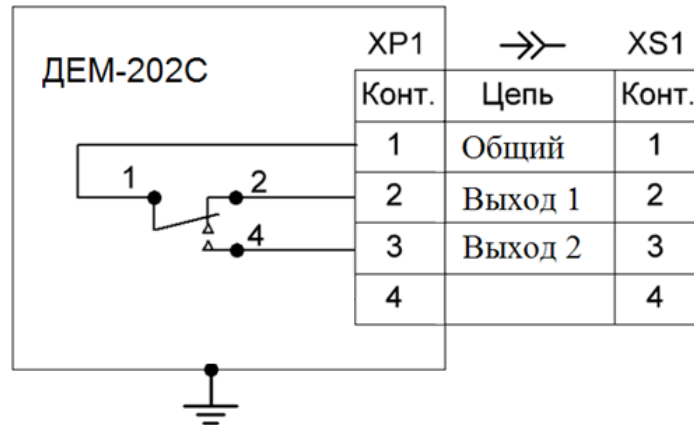 ДЕМ-202С
XP1 XS1
Конт. Цепь Конт.
1 Общий 1
2 Выход 1 2
3 Выход 2 3
4 4
1 2
4